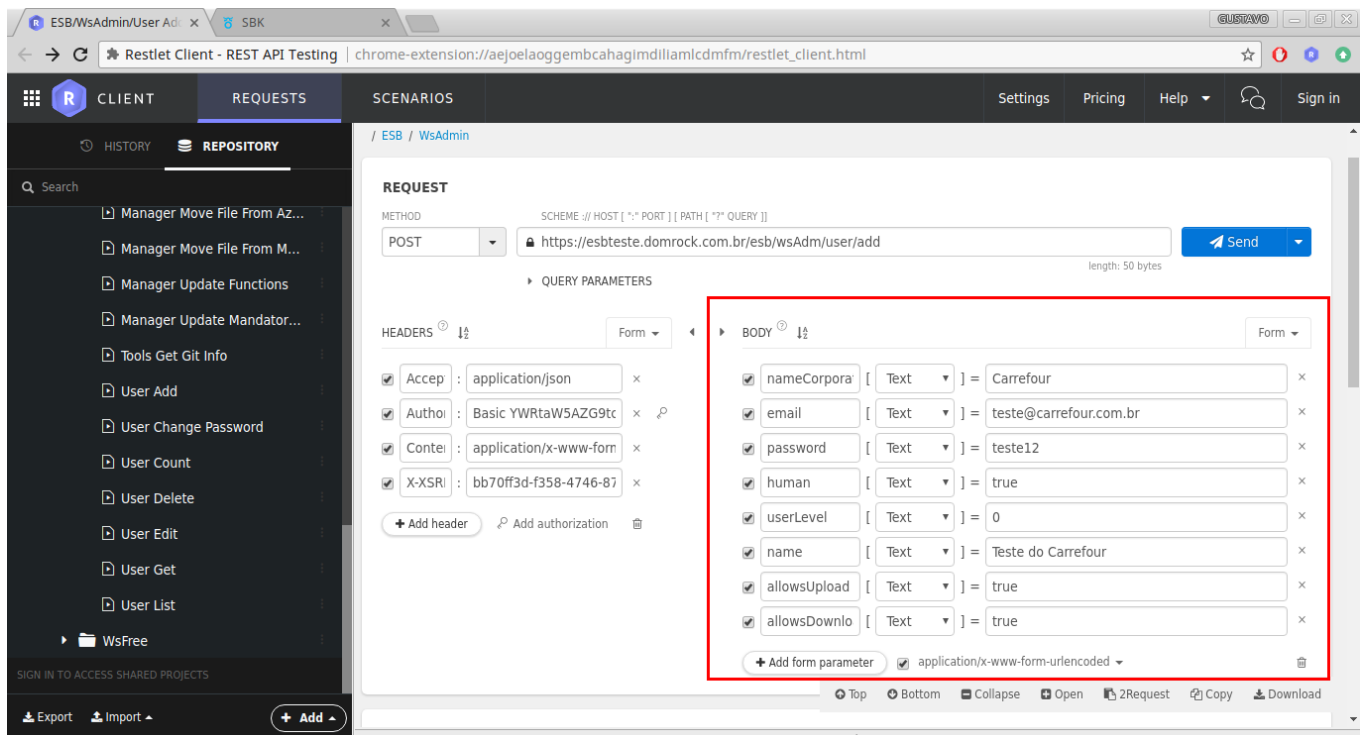 ESB/WsAdmin/User Ad
SBK
GUSTAVO
Restlet Client - REST API Testing
chrome-extension://aejoelaoggembcahagimdiliamlcdmfm/restlet_client.html
R CLIENT
REQUESTS
SCENARIOS
Settings
Pricing
Help
Sign in
HISTORY
REPOSITORY
Search
Manager Move File From Az...
Manager Move File From M...
Manager Update Functions
Manager Update Mandator...
Tools Get Git Info
User Add
User Change Password
User Count
User Delete
User Edit
User Get
User List
WsFree
SIGN IN TO ACCESS SHARED PROJECTS
Export
Import
+ Add
/ ESB / WsAdmin
REQUEST
METHOD
SCHEME :// HOST [ ":" PORT ] [ PATH [ "?" QUERY ]]
POST
https://esbteste.domrock.com.br/esb/wsAdm/user/add
Send
length: 50 bytes
QUERY PARAMETERS
HEADERS ?
Form
Accep : application/json ×
Autho : Basic YWRtaW5AZG9tc ×
Conte : application/x-www-forn ×
X-XSRI : bb70ff3d-f358-4746-87 ×
+ Add header
Add authorization
BODY ?
Form
nameCorpora [ Text ] = Carrefour ×
email [ Text ] = teste@carrefour.com.br ×
password [ Text ] = teste12 ×
human [ Text ] = true ×
userLevel [ Text ] = 0 ×
name [ Text ] = Teste do Carrefour ×
allowsUpload [ Text ] = true ×
allowsDownlo [ Text ] = true ×
+ Add form parameter
application/x-www-form-urlencoded
Top
Bottom
Collapse
Open
2Request
Copy
Download